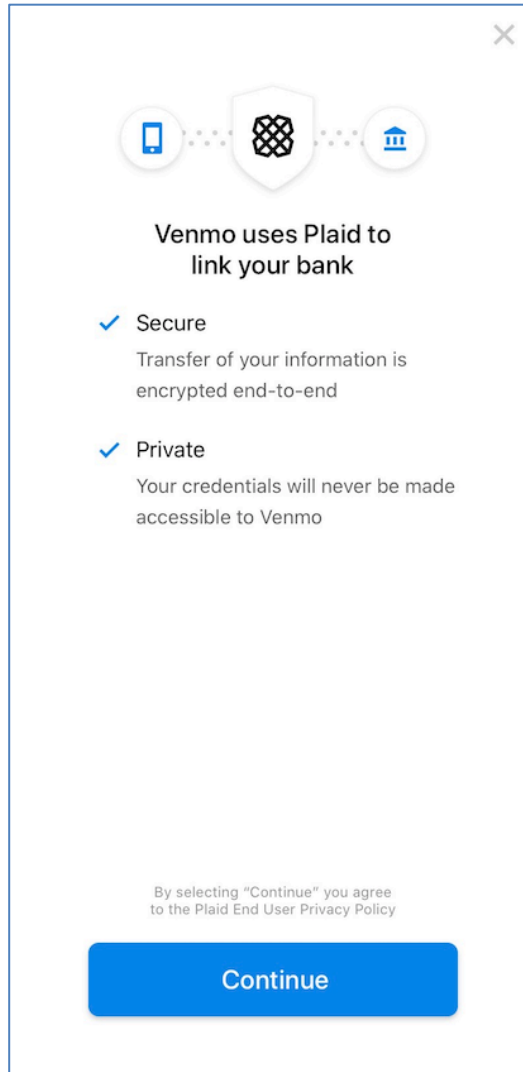 Venmo uses Plaid to
link your bank
Secure
Transfer of your information is
encrypted end-to-end
Private
Your credentials will never be made
accessible to Venmo
By selecting “Continue” you agree
to the Plaid End User Privacy Policy
Continue